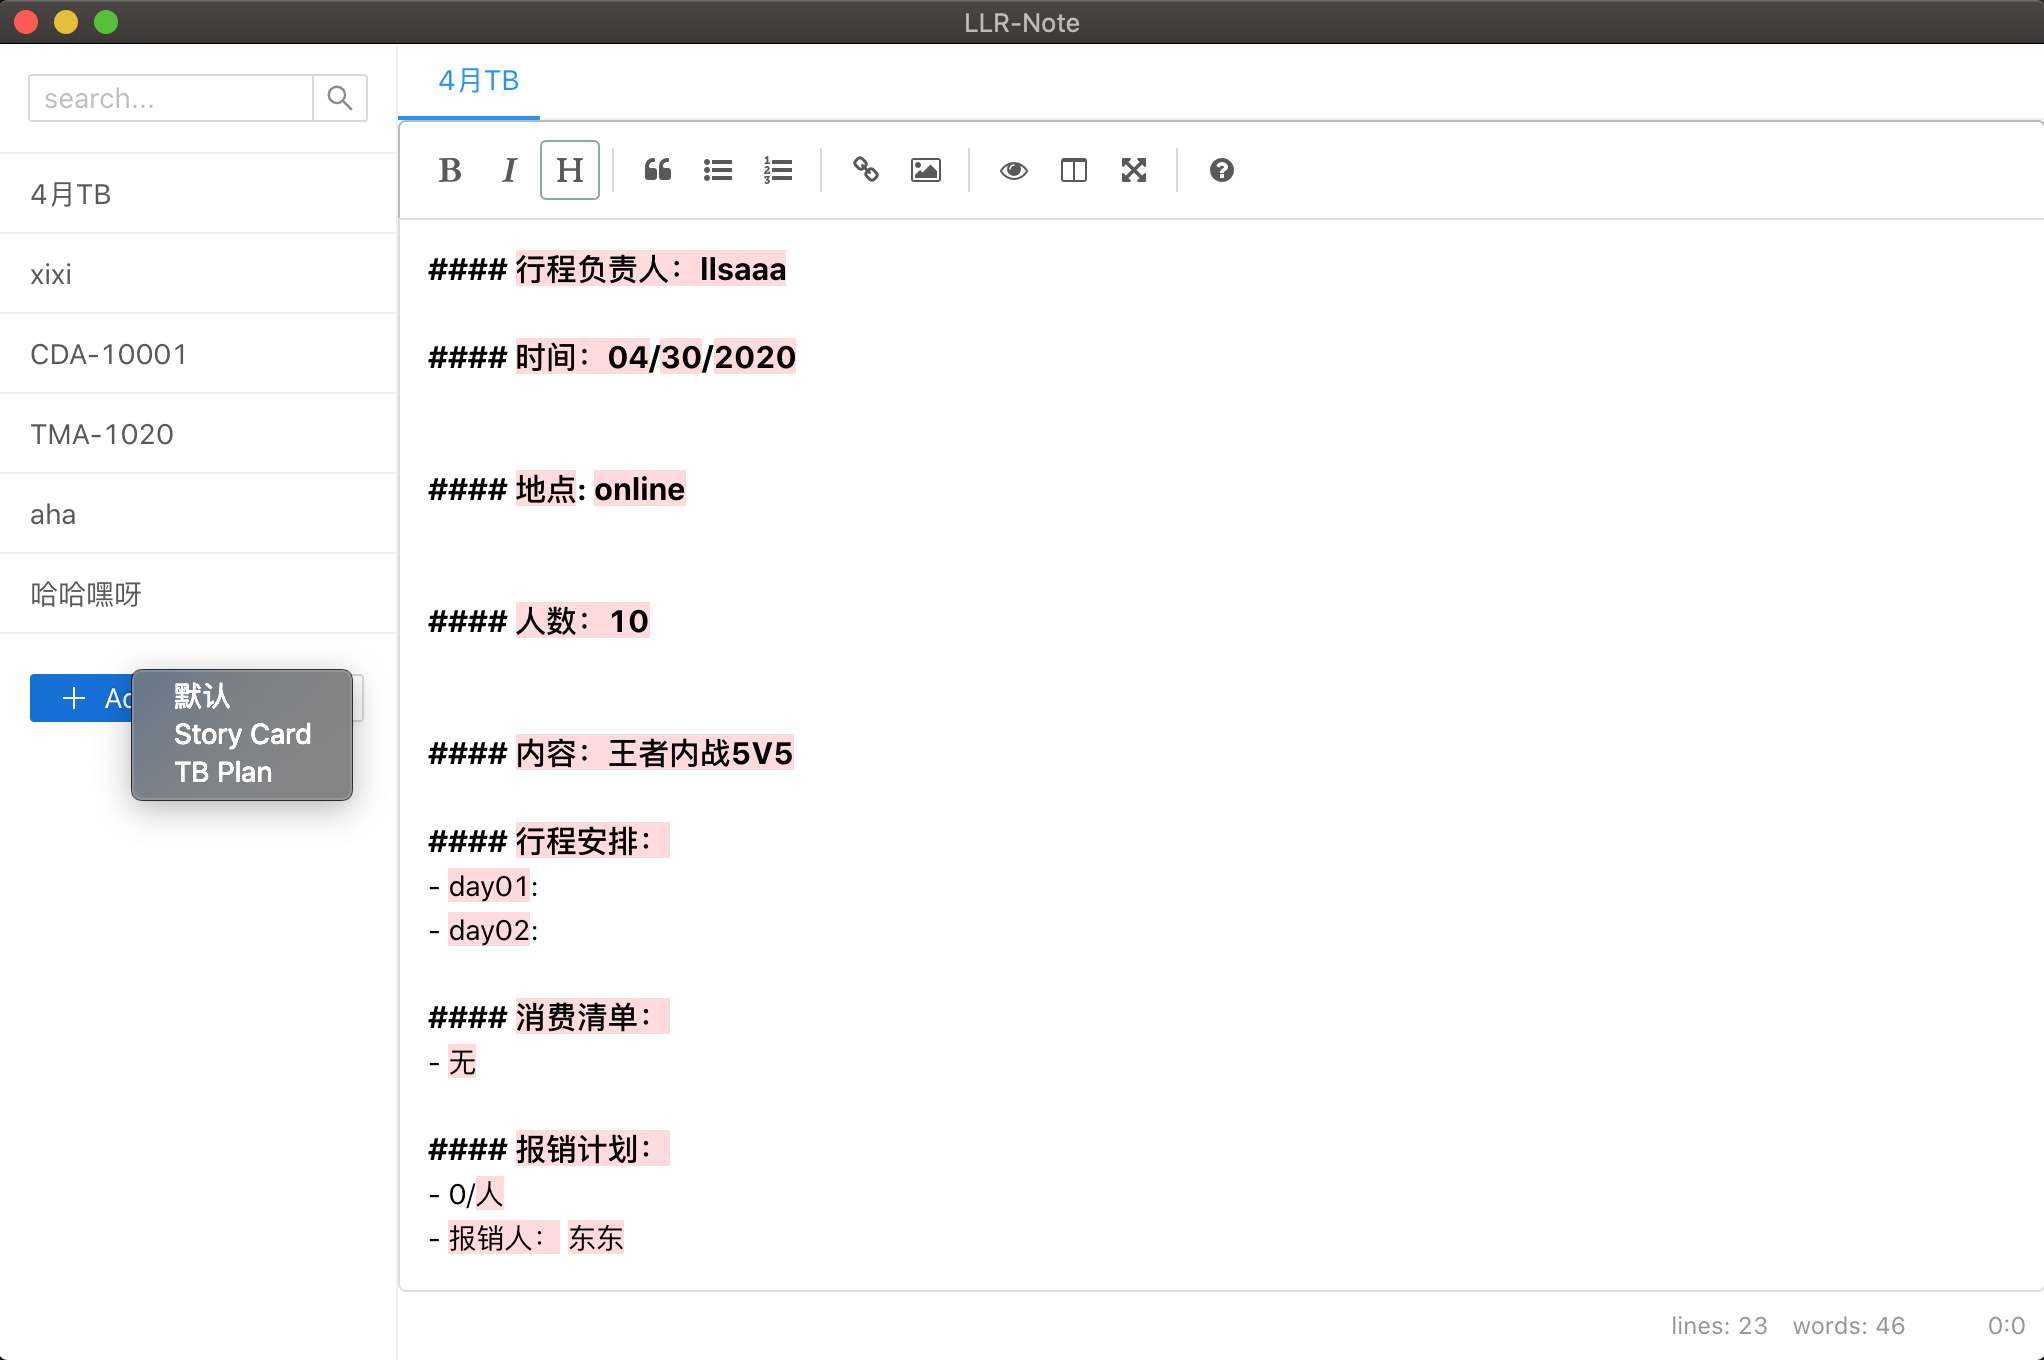 LLR-Note
search...
4月TB
xixi
CDA-10001
TMA-1020
aha
哈哈嘿呀
默认
Story Card
TB Plan
4月TB
B I H
#### 行程负责人：llsaaa
#### 时间：04/30/2020
#### 地点: online
#### 人数：10
#### 内容：王者内战5V5
#### 行程安排：
- day01:
- day02:
#### 消费清单：
- 无
#### 报销计划：
- 0/人
- 报销人： 东东
lines: 23 words: 46 0:0